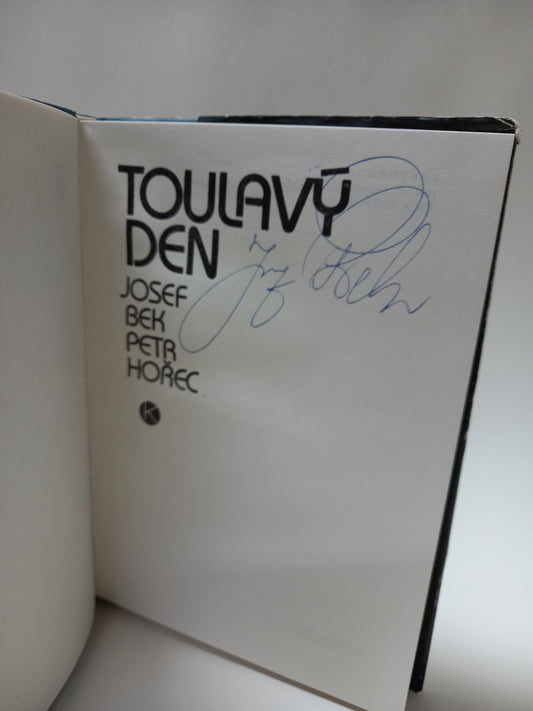 TOULAVÝ
DEN
JOSEF
BEK
PETR
HOŘEC
K